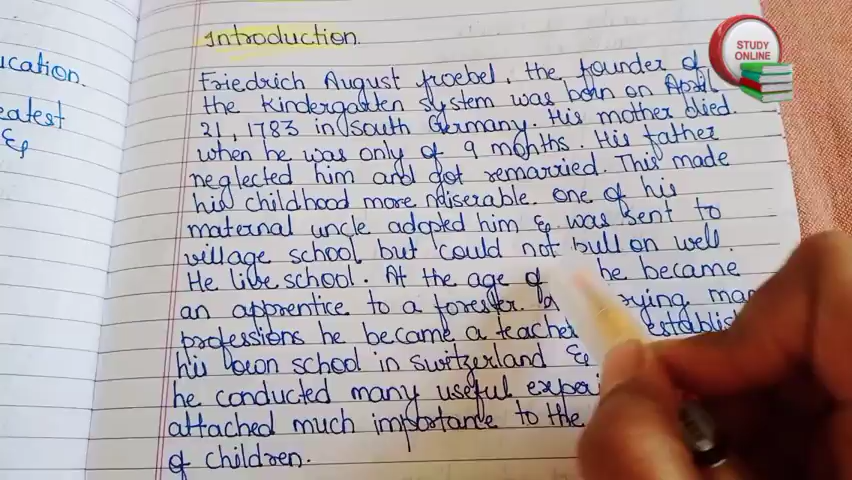 ucation.
eatest
&
Introduction.
STUDY
ONLINE
Friedrich August froebel, the founder of
the Kindergarten system was born on April
21, 1783 in South Germany. His mother died
when he was only of 9 months. His father
neglected him and got remarried. This made
his childhood more miserable. One of his
maternal uncle adopted him & was sent to
village school but could not pull on well.
He live school. At the age of he became
an apprentice to a forester. rying man
professions he became a teacher establis
his own school in Switzerland &
he conducted many useful experi
attached much importance to the
of children.